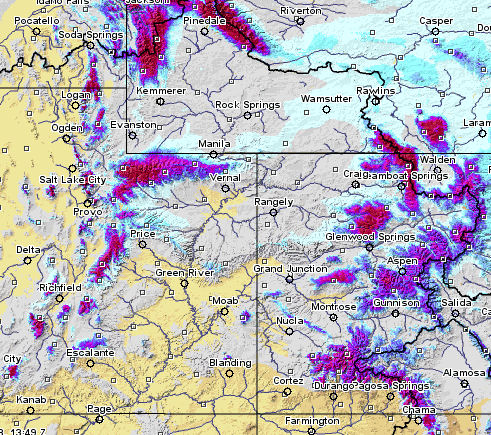 Idaho Falls
Jackson
Riverton
Pocatello
Pinedale
Casper
Soda Springs
Kemmerer
Wamsutter
Rawlins
Logan
Rock Springs
Evanston
Laram
Ogden
Manila
Walden
Salt Lake City
Vernal
Craig
Steamboat Springs
Provo
Rangely
Price
Glenwood Springs
Delta
Green River
Grand Junction
Aspen
Richfield
Moab
Montrose
Gunnison
Salida
Nucla
Escalante
City
Blanding
Cortez
Alamosa
Durango
Pagosa Springs
Kanab
Page
Chama
Farmington